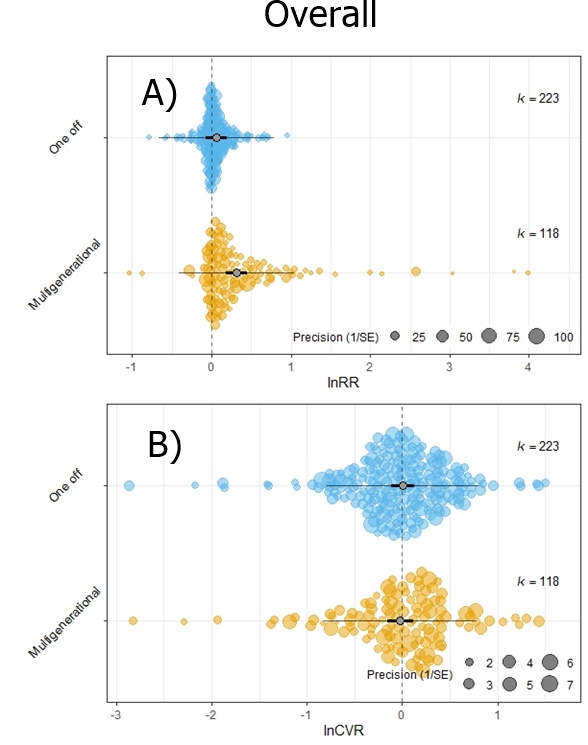 Overall
A)
k = 223
One off
k = 118
Multigenerational
Precision (1/SE) 25 50 75 100
-1 0 1 2 3 4
lnRR
B)
k = 223
One off
k = 118
Multigenerational
Precision (1/SE) 2 4 6
3 5 7
-3 -2 -1 0 1
lnCVR